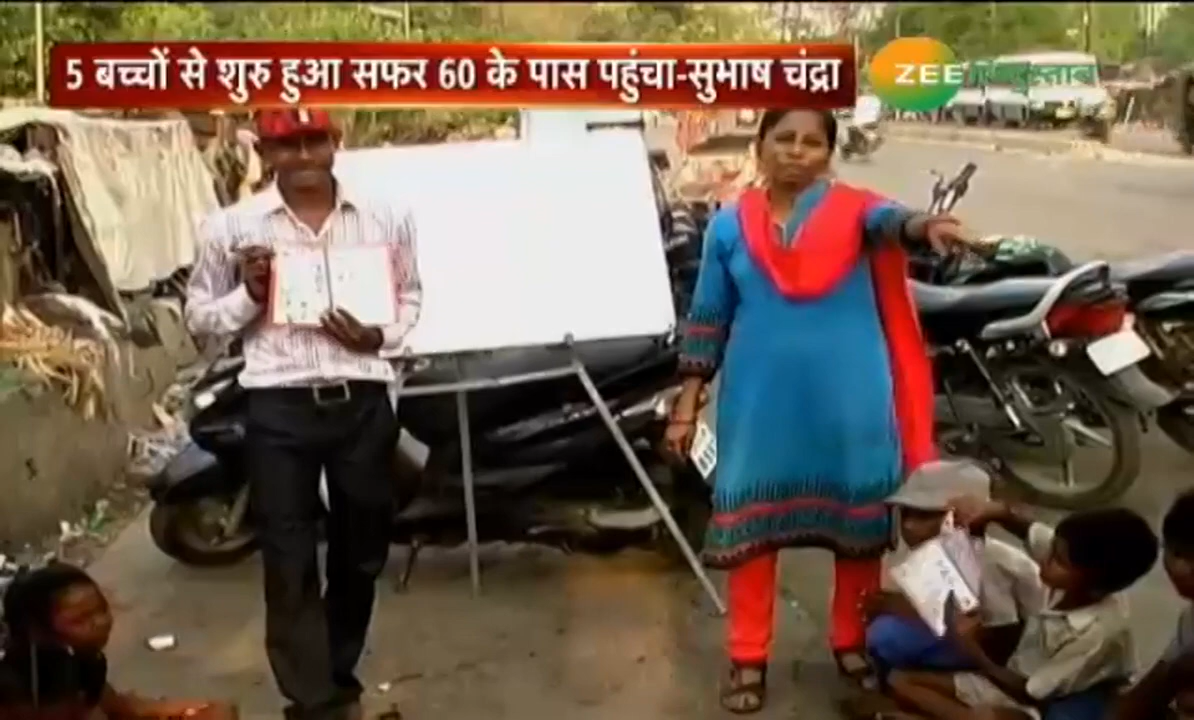 5 बच्चों से शुरु हुआ सफर 60 के पास पहुंचा-सुभाष चंद्रा
ZEE हिन्दुस्तान